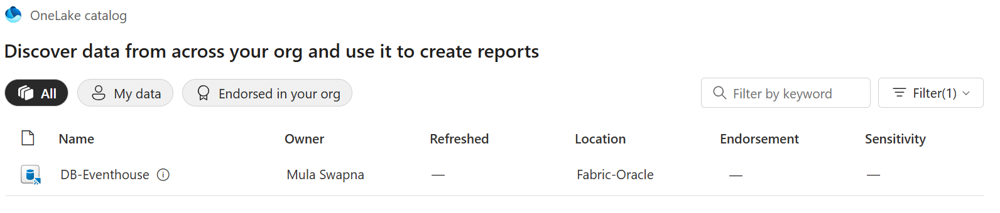 OneLake catalog
Discover data from across your org and use it to create reports
All My data Endorsed in your org Filter by keyword Filter(1)
Name Owner Refreshed Location Endorsement Sensitivity
DB-Eventhouse Mula Swapna — Fabric-Oracle — —